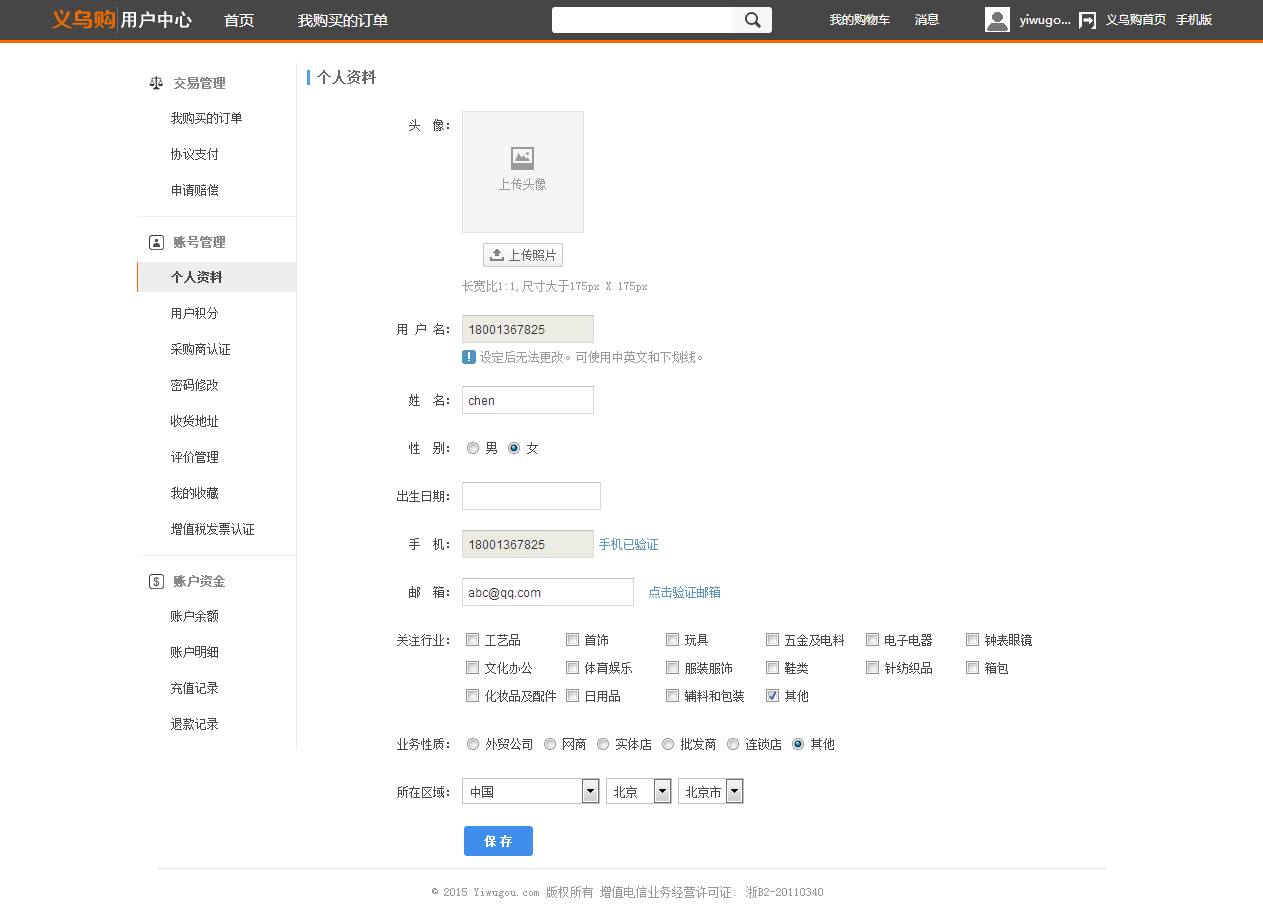 义乌购 用户中心 首页 我购买的订单 我的购物车 消息 yiwugo... 义乌购首页 手机版
交易管理
我购买的订单
协议支付
申请赔偿
账号管理
个人资料
用户积分
采购商认证
密码修改
收货地址
评价管理
我的收藏
增值税发票认证
账户资金
账户余额
账户明细
充值记录
退款记录
个人资料
头 像：
上传头像
上传照片
长宽比1:1,尺寸大于175px X 175px
用 户 名： 18001367825
! 设定后无法更改。可使用中英文和下划线。
姓 名： chen
性 别： 男 女
出生日期：
手 机： 18001367825 手机已验证
邮 箱： abc@qq.com 点击验证邮箱
关注行业： 工艺品 首饰 玩具 五金及电料 电子电器 钟表眼镜
文化办公 体育娱乐 服装服饰 鞋类 针纺织品 箱包
化妆品及配件 日用品 辅料和包装 其他
业务性质： 外贸公司 网商 实体店 批发商 连锁店 其他
所在区域： 中国 北京 北京市
保 存
© 2015 Yiwugou.com 版权所有 增值电信业务经营许可证： 浙B2-20110340